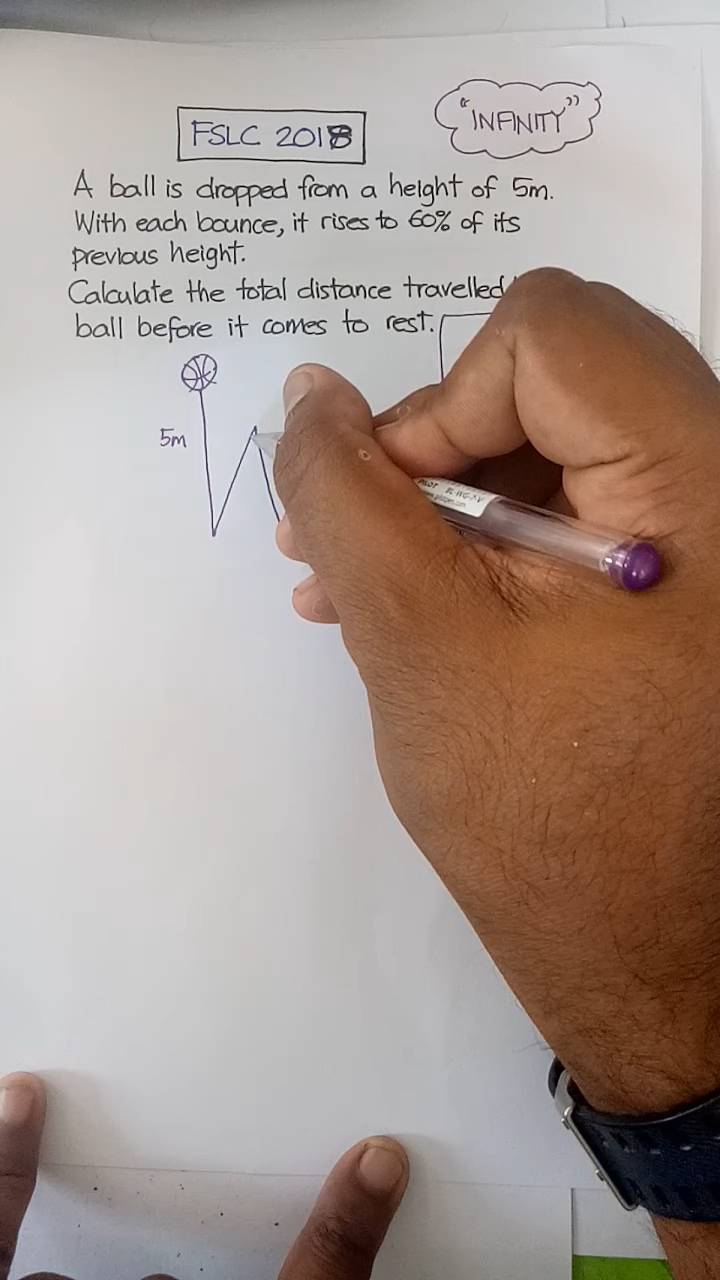 FSLC 2018
"INFINITY"
A ball is dropped from a height of 5m.
With each bounce, it rises to 60% of its
previous height.
Calculate the total distance travelled
ball before it comes to rest.
5m
PILOT